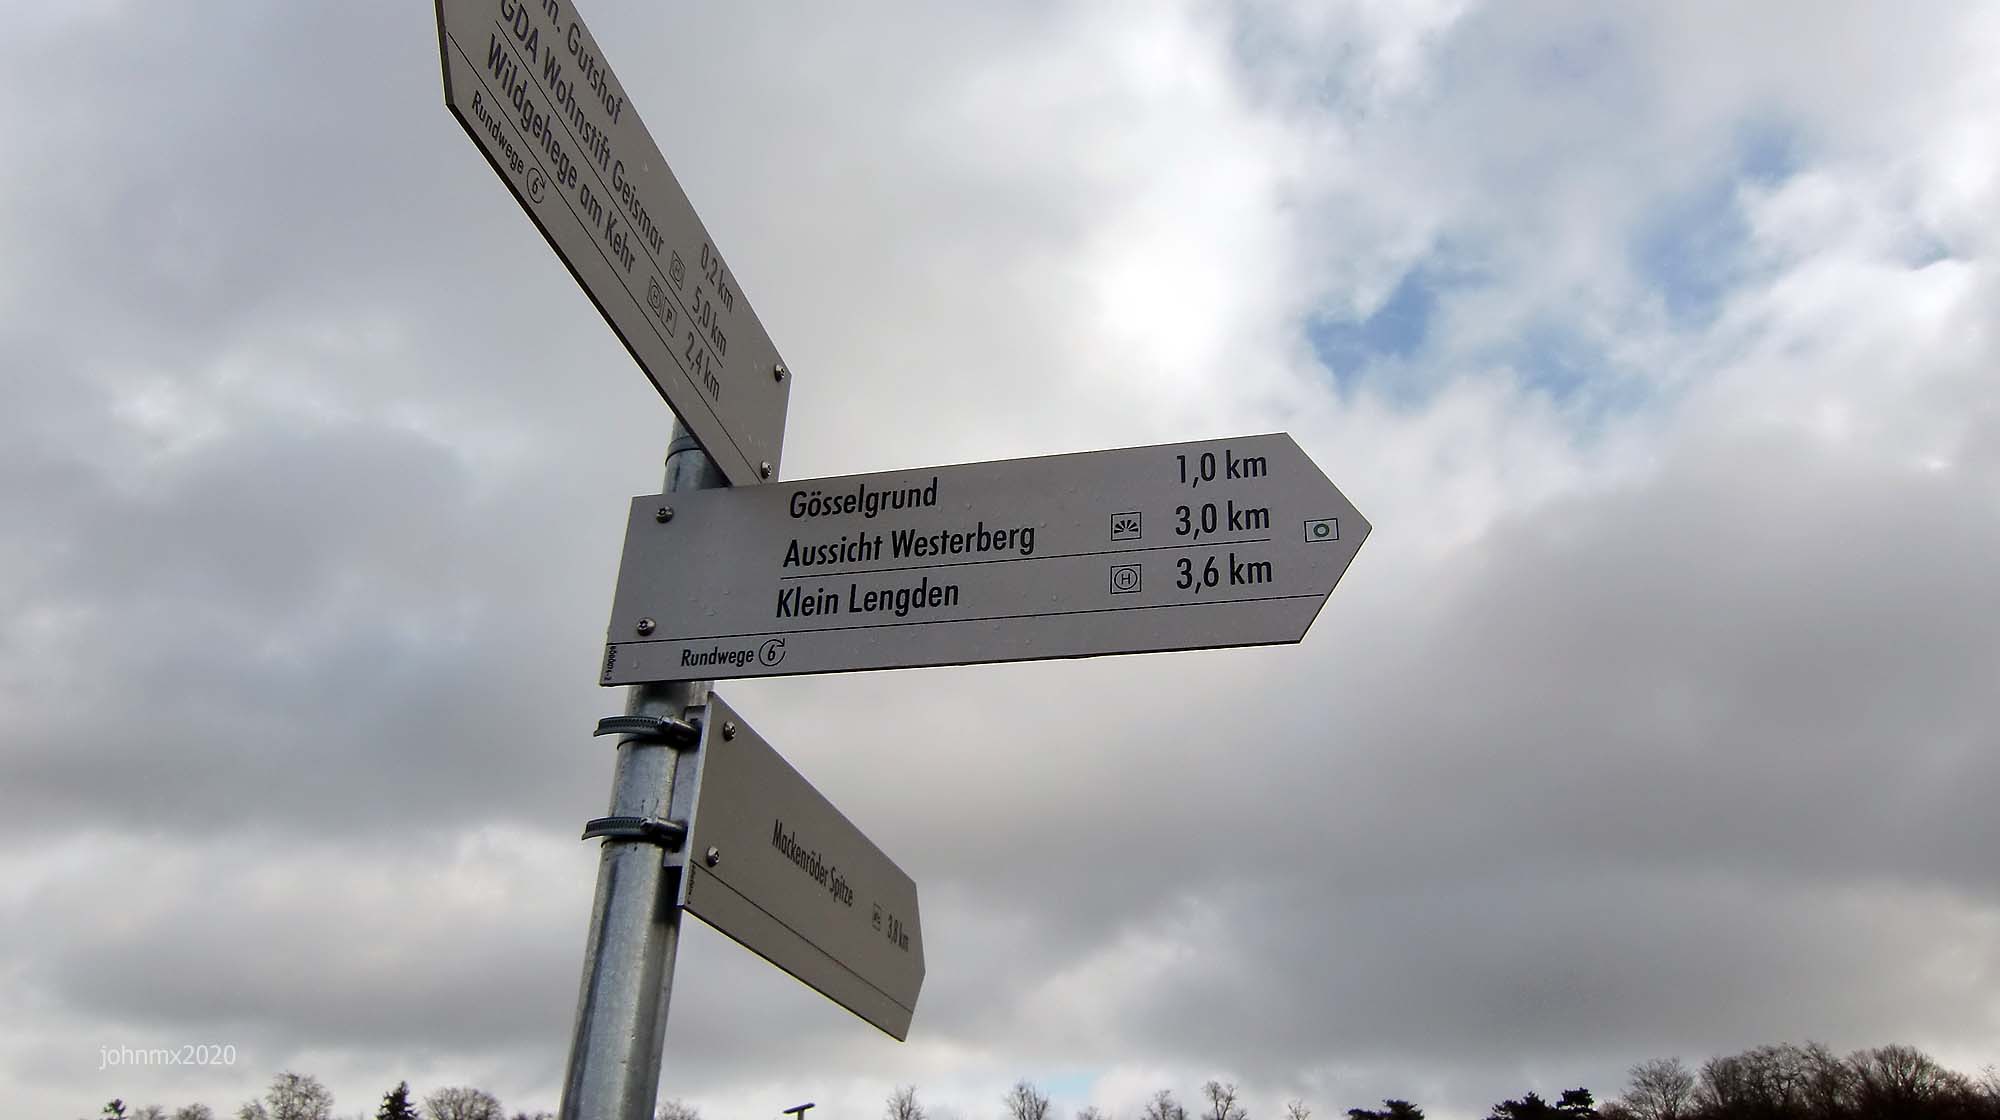 Gutshof 0,2 km
GDA Wohnstift Geismar H 5,0 km
Wildgehege am Kehr P 2,4 km
Rundwege 6
Gösselgrund 1,0 km
Aussicht Westerberg 3,0 km
Klein Lengden H 3,6 km
Rundwege 6
Mackenröder Spitze 3,8 km
johnmx2020